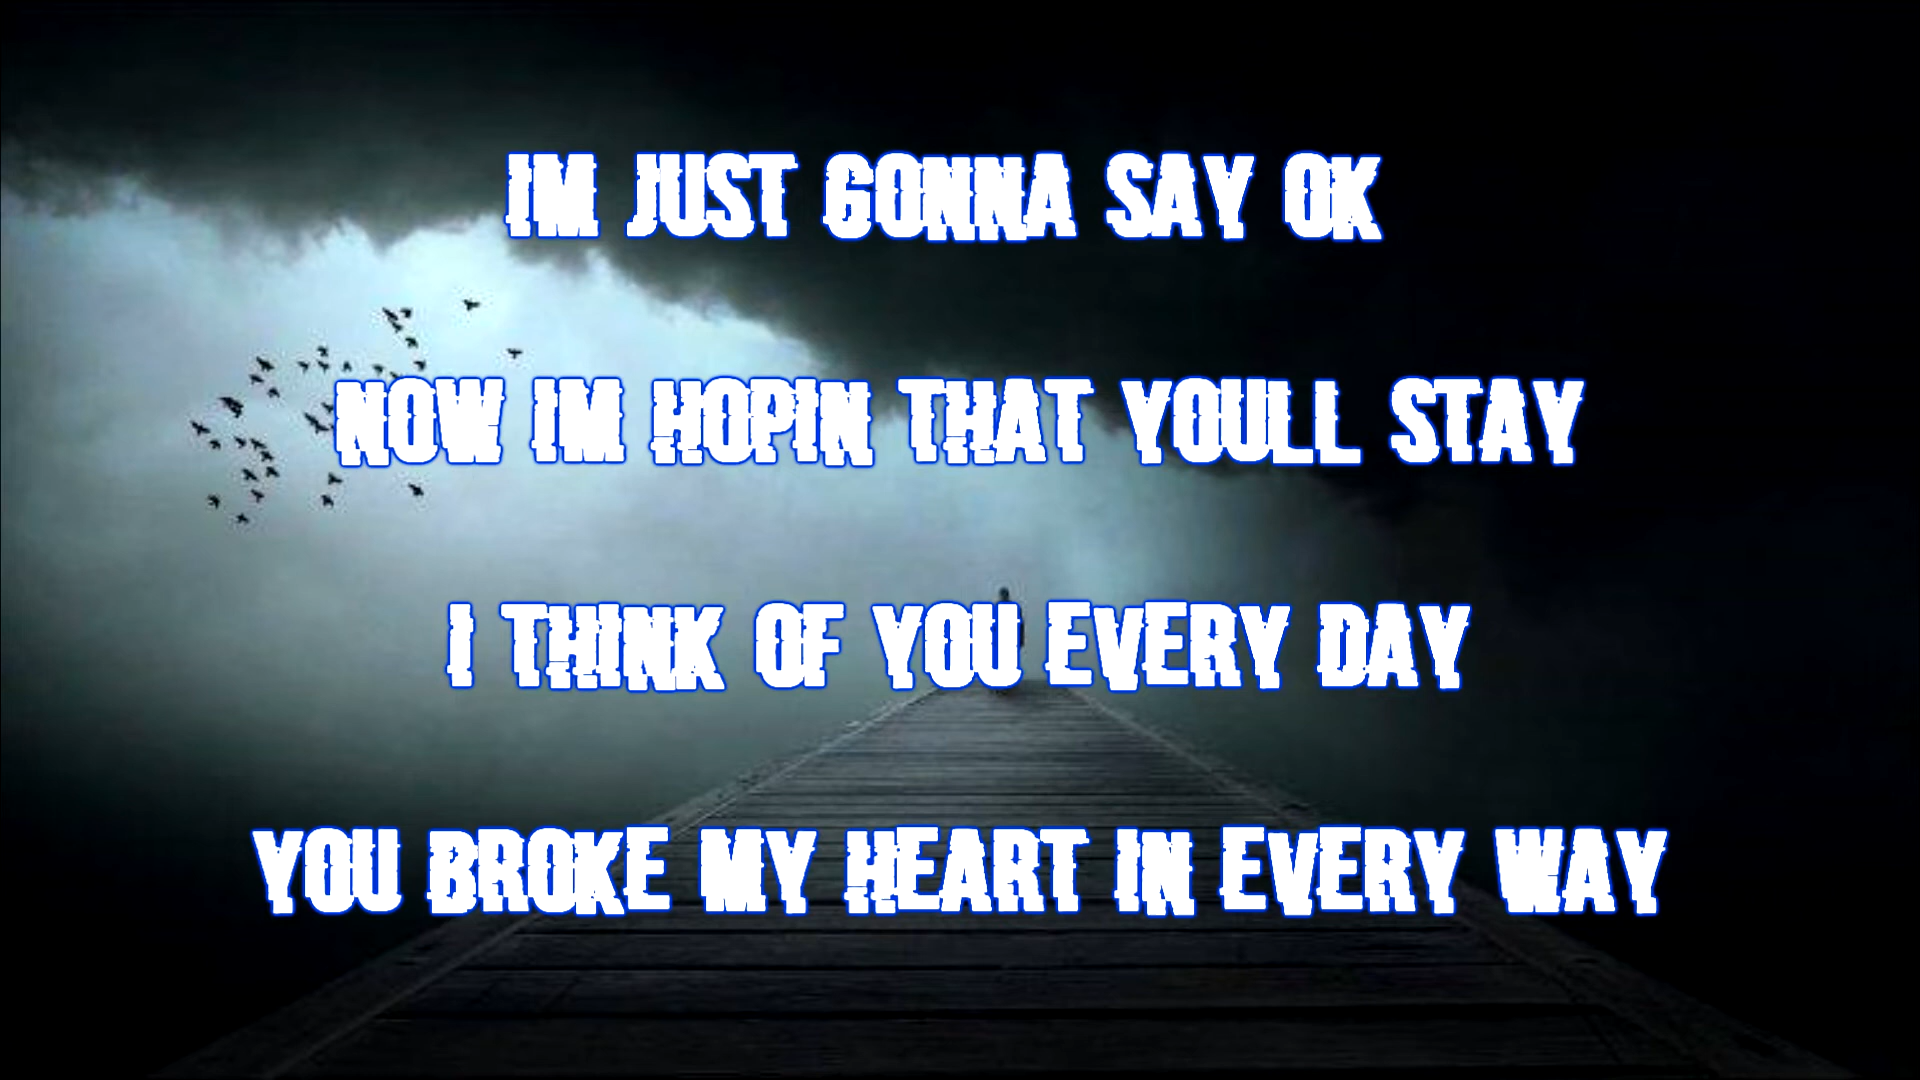 IM JUST GONNA SAY OK
NOW IM HOPIN THAT YOULL STAY
I THINK OF YOU EVERY DAY
YOU BROKE MY HEART IN EVERY WAY